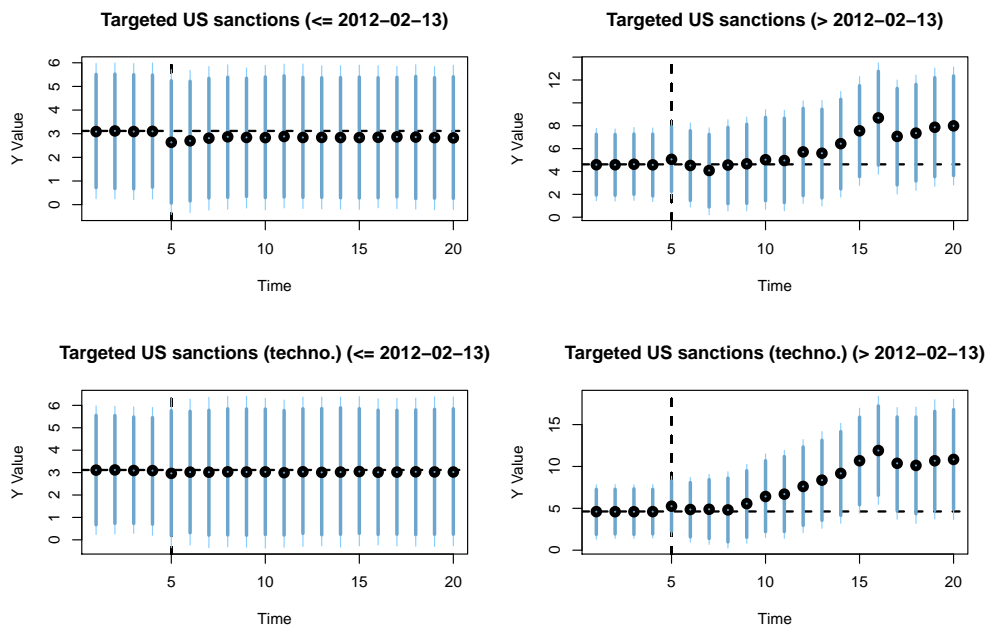 Targeted US sanctions (<= 2012−02−13)
Y Value
0 1 2 3 4 5 6
5 10 15 20
Time
Targeted US sanctions (> 2012−02−13)
Y Value
0 2 4 6 8 12
5 10 15 20
Time
Targeted US sanctions (techno.) (<= 2012−02−13)
Y Value
0 1 2 3 4 5 6
5 10 15 20
Time
Targeted US sanctions (techno.) (> 2012−02−13)
Y Value
0 5 10 15
5 10 15 20
Time